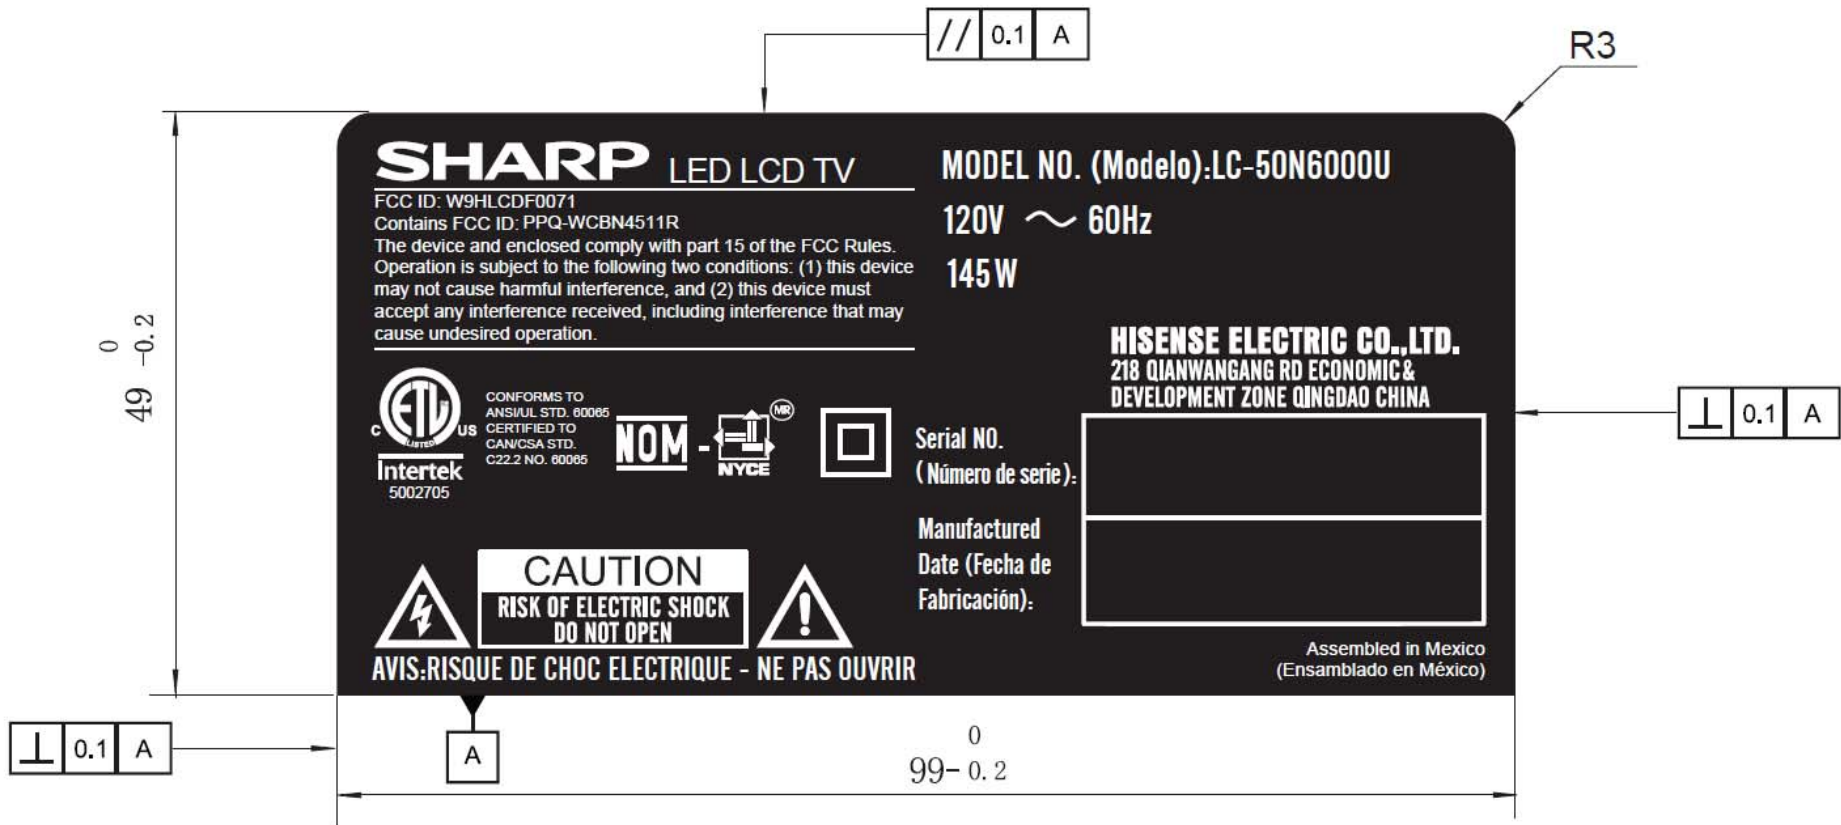 // 0.1 A
R3
SHARP LED LCD TV
FCC ID: W9HLCDF0071
Contains FCC ID: PPQ-WCBN4511R
The device and enclosed comply with part 15 of the FCC Rules.
Operation is subject to the following two conditions: (1) this device
may not cause harmful interference, and (2) this device must
accept any interference received, including interference that may
cause undesired operation.
MODEL NO. (Modelo):LC-50N6000U
120V ～ 60Hz
145W
HISENSE ELECTRIC CO.,LTD.
218 QIANWANGANG RD ECONOMIC&
DEVELOPMENT ZONE QINGDAO CHINA
0
49 -0.2
ETL
LISTED
C US
Intertek
5002705
CONFORMS TO
ANSI/UL STD. 60065
CERTIFIED TO
CAN/CSA STD.
C22.2 NO. 60065
NOM - NYCE
MR
Serial NO.
(Número de serie):
⊥ 0.1 A
Manufactured
Date (Fecha de
Fabricación):
CAUTION
RISK OF ELECTRIC SHOCK
DO NOT OPEN
AVIS:RISQUE DE CHOC ELECTRIQUE - NE PAS OUVRIR
Assembled in Mexico
(Ensamblado en México)
⊥ 0.1 A
A
0
99-0.2